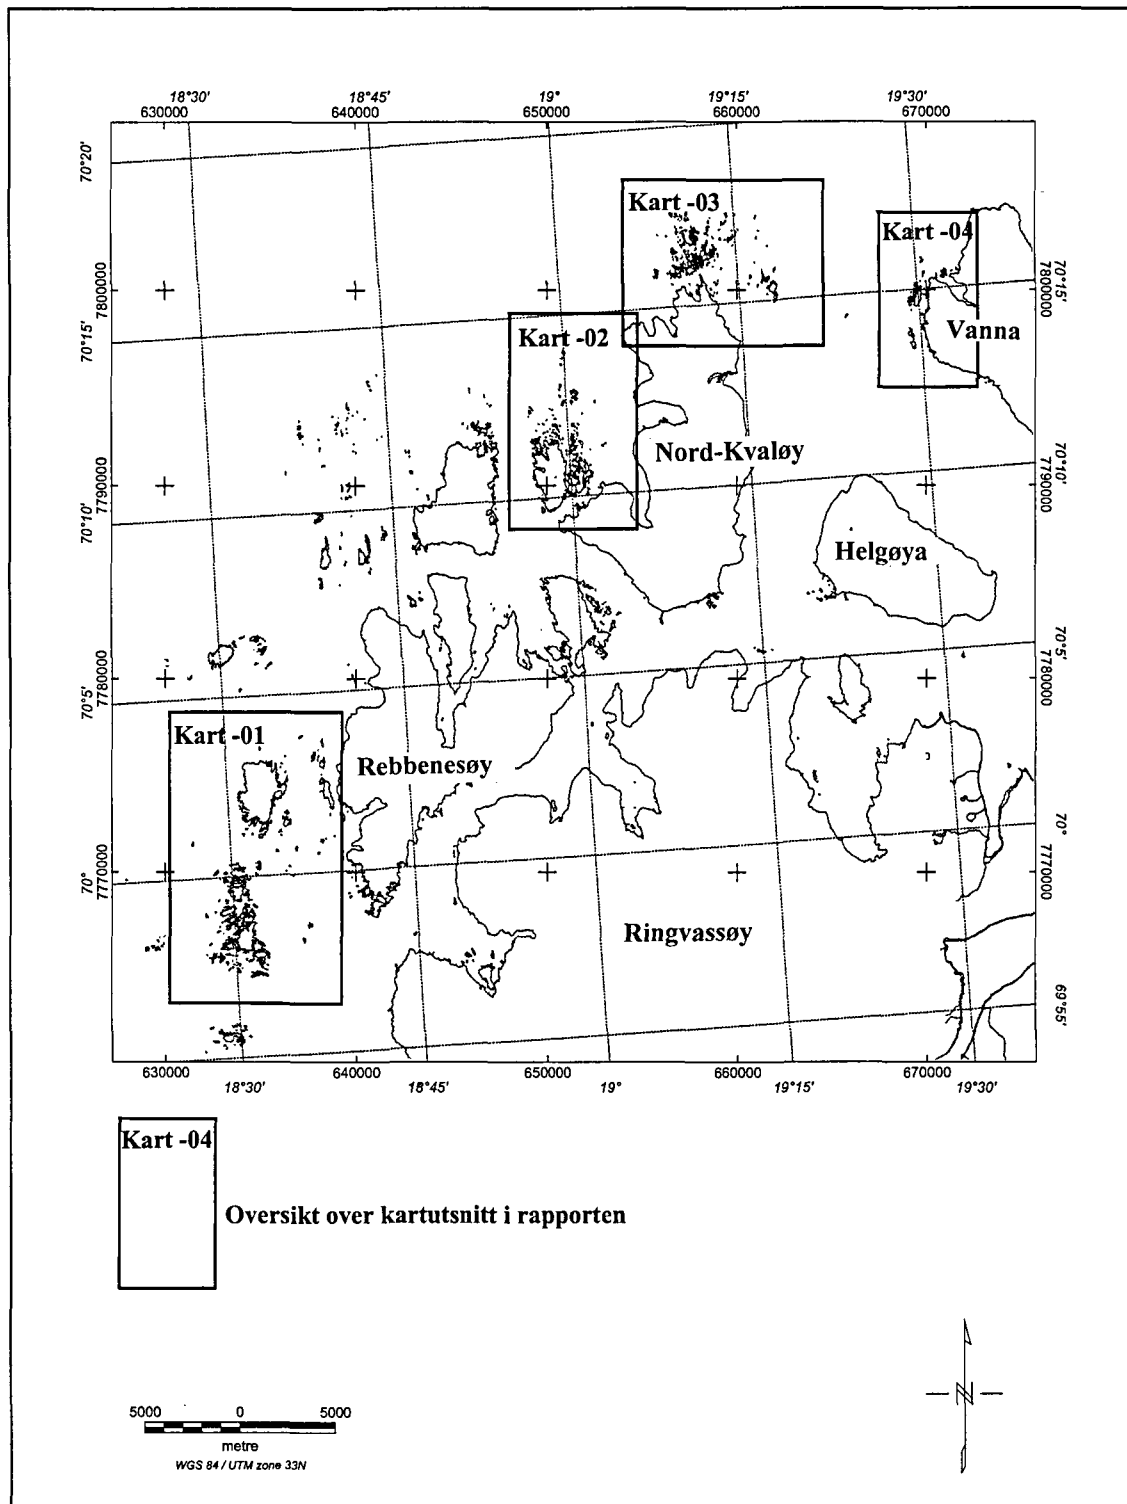 18°30' 18°45' 19° 19°15' 19°30'
630000 640000 650000 660000 670000
70°20'
Kart -03
Kart -04
7800000
7800000
70°15'
70°15'
Kart -02
Vanna
Nord-Kvaløy
7790000
70°10'
7790000
70°10'
Helgøya
70°5'
7780000
7780000
70°5'
Kart -01
Rebbenesøy
70°
7770000
70°
7770000
Ringvassøy
69°55'
630000 640000 650000 660000 670000
18°30' 18°45' 19° 19°15' 19°30'
Kart -04
Oversikt over kartutsnitt i rapporten
N
5000 0 5000
metre
WGS 84 / UTM zone 33N